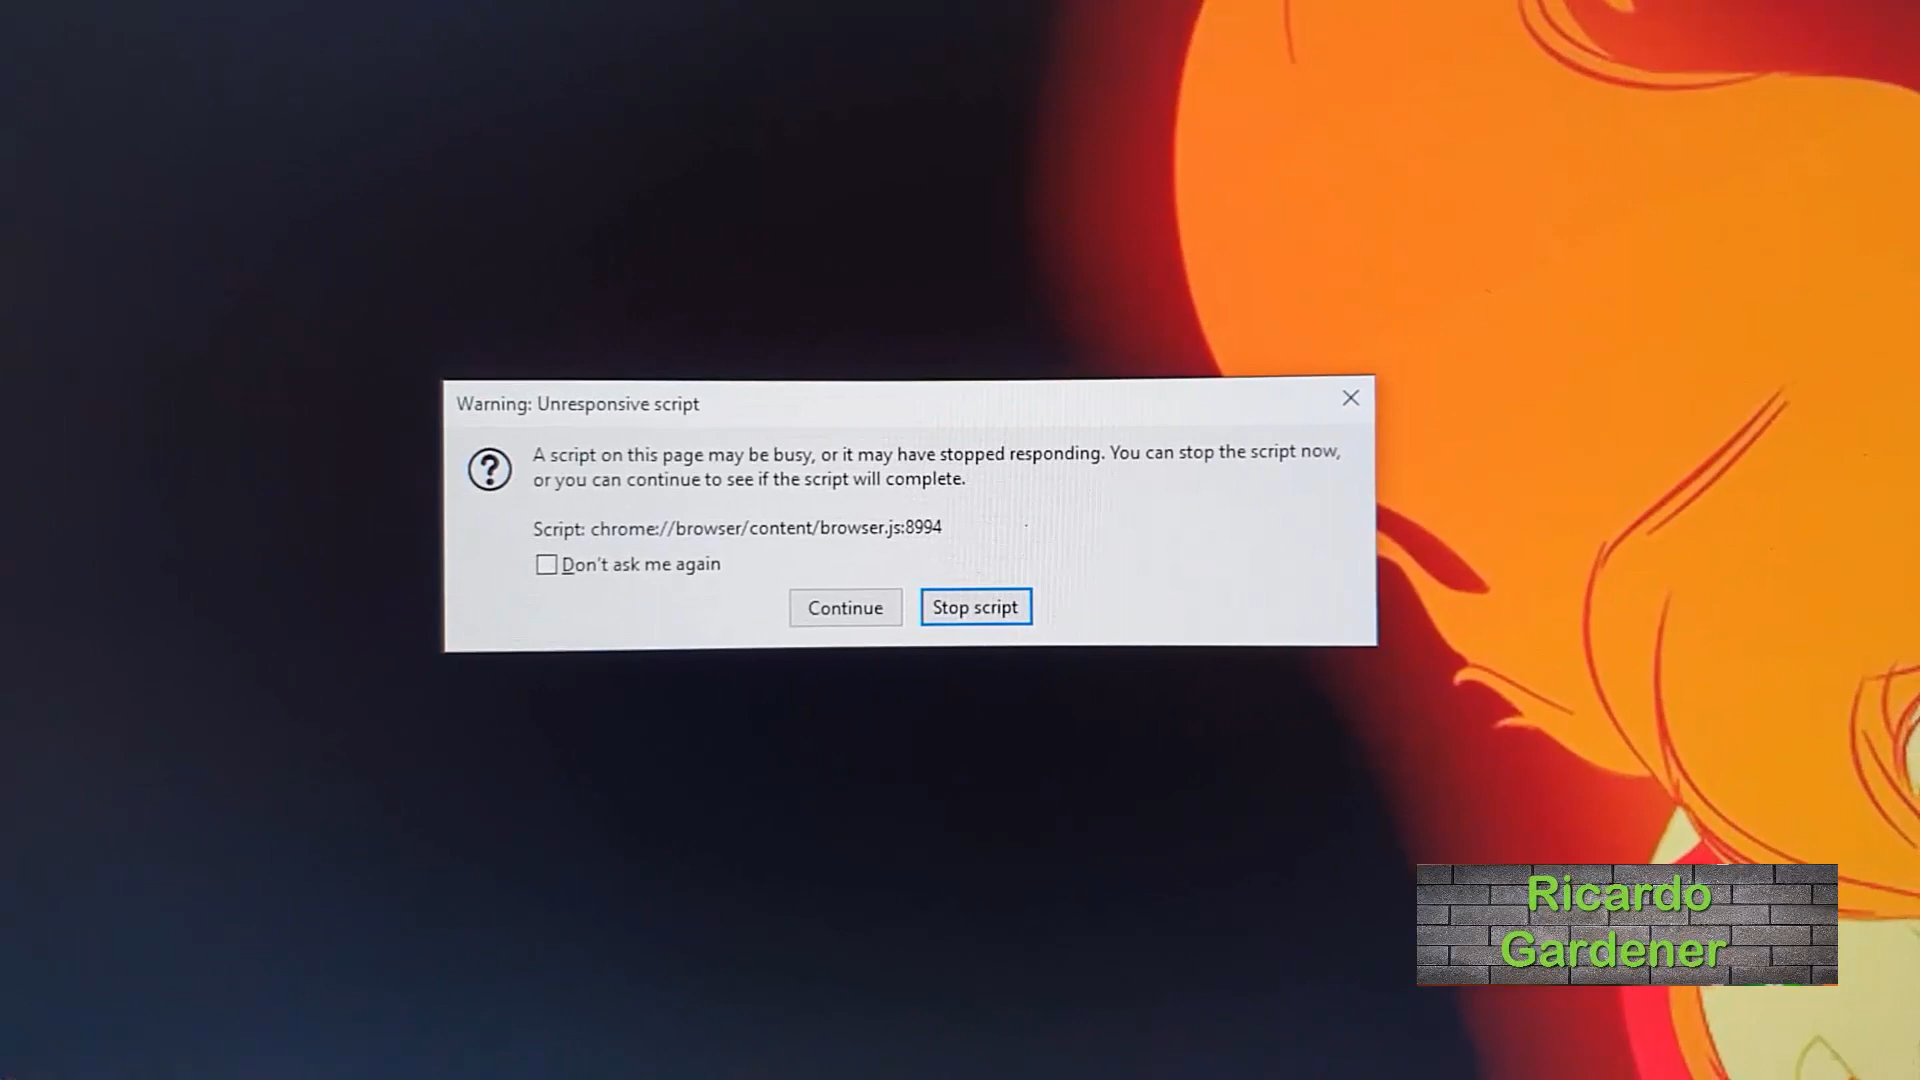 Warning: Unresponsive script
A script on this page may be busy, or it may have stopped responding. You can stop the script now,
or you can continue to see if the script will complete.
Script: chrome://browser/content/browser.js:8994
Don't ask me again
Continue
Stop script
Ricardo
Gardener